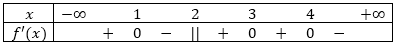 x −∞ 1 2 3 4 +∞
f′(x) + 0 − || + 0 + 0 −